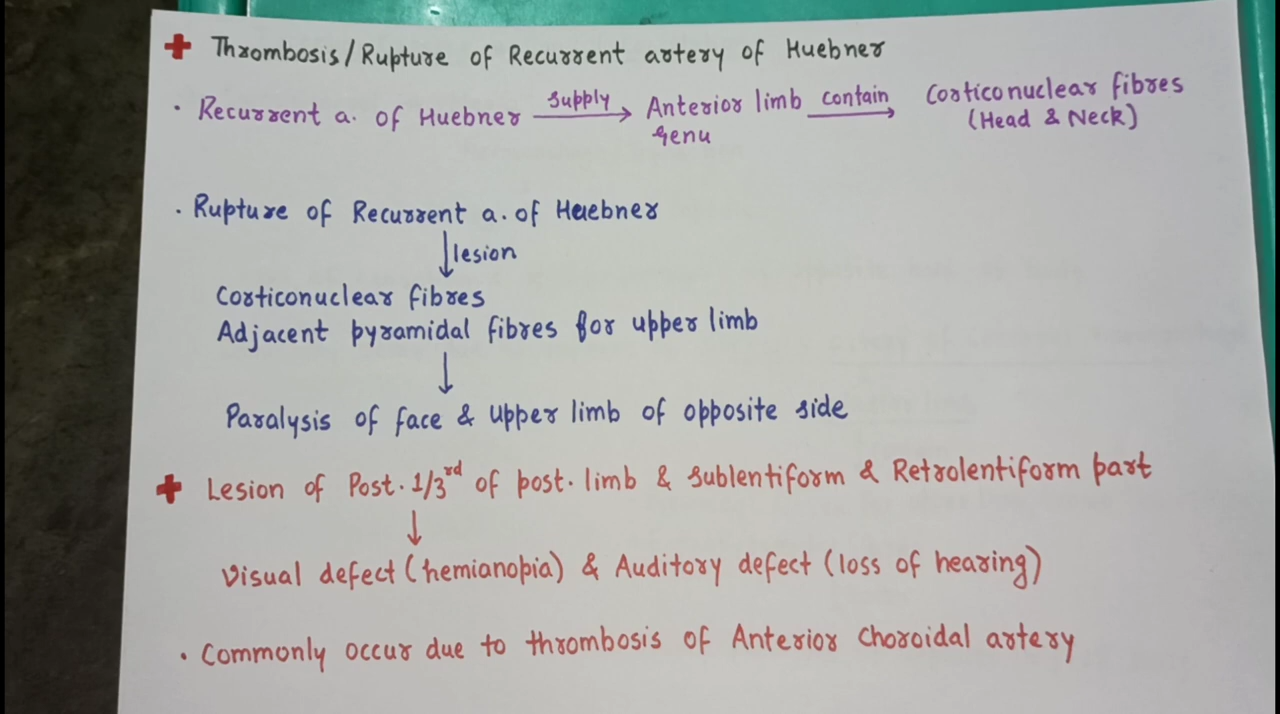 + Thrombosis/Rupture of Recurrent artery of Huebner
· Recurrent a. of Huebner supply → Anterior limb contain → Corticonuclear fibres
Genu (Head & Neck)
· Rupture of Recurrent a. of Huebner
↓ lesion
Corticonuclear fibres
Adjacent pyramidal fibres for upper limb
↓
Paralysis of face & upper limb of opposite side
+ Lesion of Post. 1/3rd of post. limb & Sublentiform & Retrolentiform part
↓
Visual defect (hemianopia) & Auditory defect (loss of hearing)
· Commonly occur due to thrombosis of Anterior Choroidal artery